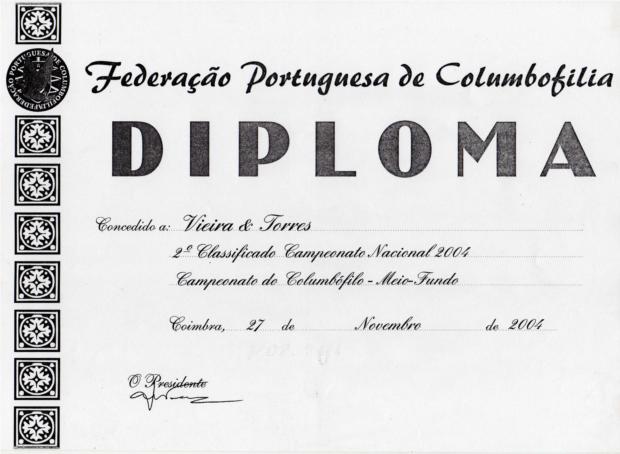 Federação Portuguesa de Columbofilia
DIPLOMA
Concedido a: Vieira & Torres
2º Classificado Campeonato Nacional 2004
Campeonato de Columbófilo - Meio-Fundo
Coimbra, 27 de Novembro de 2004
O Presidente